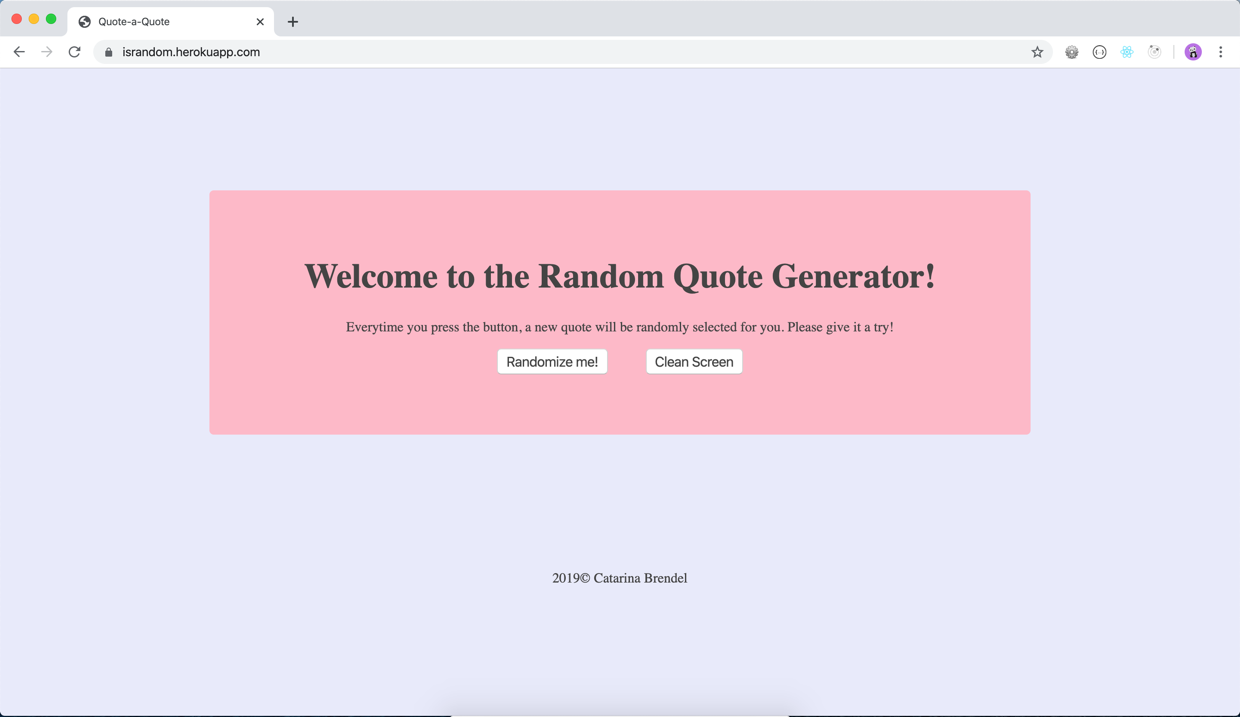 Quote-a-Quote
israndom.herokuapp.com
Welcome to the Random Quote Generator!
Everytime you press the button, a new quote will be randomly selected for you. Please give it a try!
Randomize me! Clean Screen
2019© Catarina Brendel